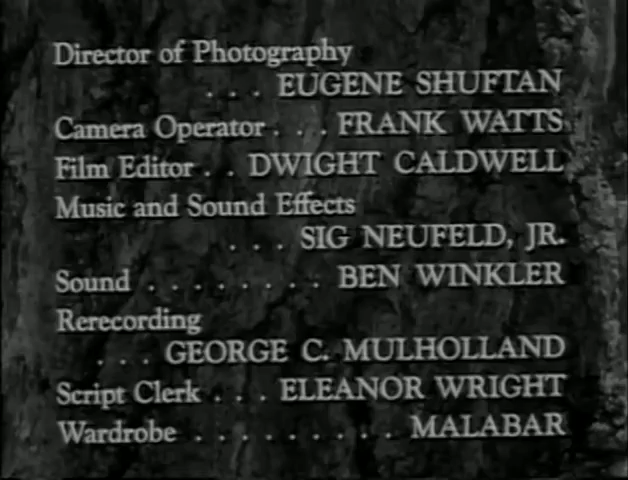 Director of Photography
. . . EUGENE SHUFTAN
Camera Operator . . . FRANK WATTS
Film Editor . . DWIGHT CALDWELL
Music and Sound Effects
. . . SIG NEUFELD, JR.
Sound . . . . . . . . BEN WINKLER
Rerecording
. . . GEORGE C. MULHOLLAND
Script Clerk . . . ELEANOR WRIGHT
Wardrobe . . . . . . . . . MALABAR